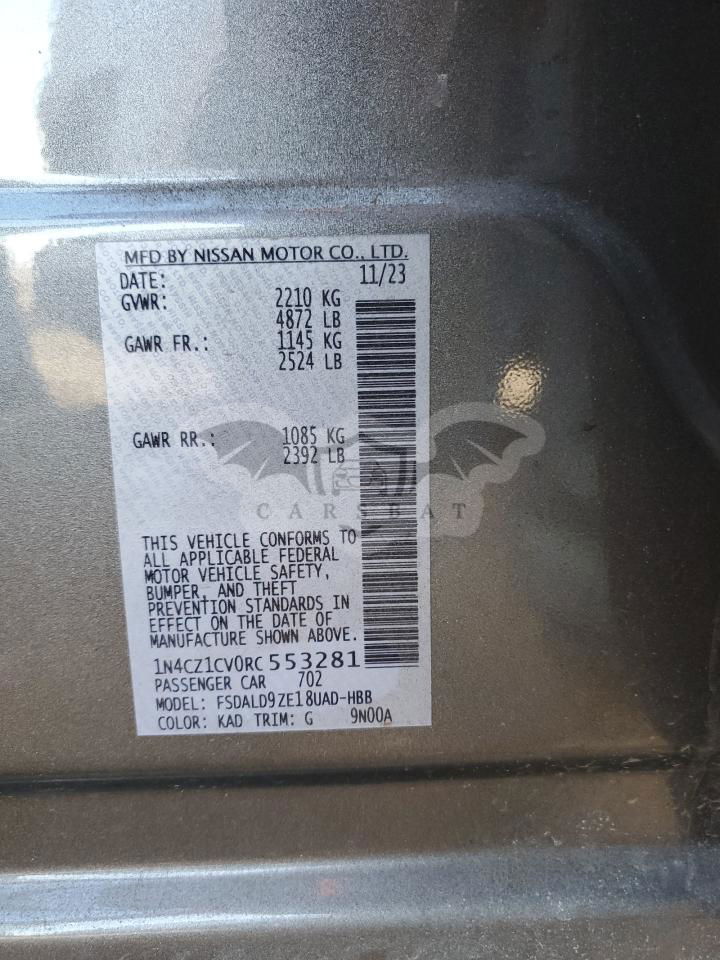 MFD BY NISSAN MOTOR CO., LTD.
DATE: 11/23
GVWR: 2210 KG
4872 LB
GAWR FR.: 1145 KG
2524 LB
GAWR RR.: 1085 KG
2392 LB
CARSBAT
THIS VEHICLE CONFORMS TO
ALL APPLICABLE FEDERAL
MOTOR VEHICLE SAFETY,
BUMPER, AND THEFT
PREVENTION STANDARDS IN
EFFECT ON THE DATE OF
MANUFACTURE SHOWN ABOVE.
1N4CZ1CV0RC553281
PASSENGER CAR 702
MODEL: FSDALD9ZE18UAD-HBB
COLOR: KAD TRIM: G 9N00A